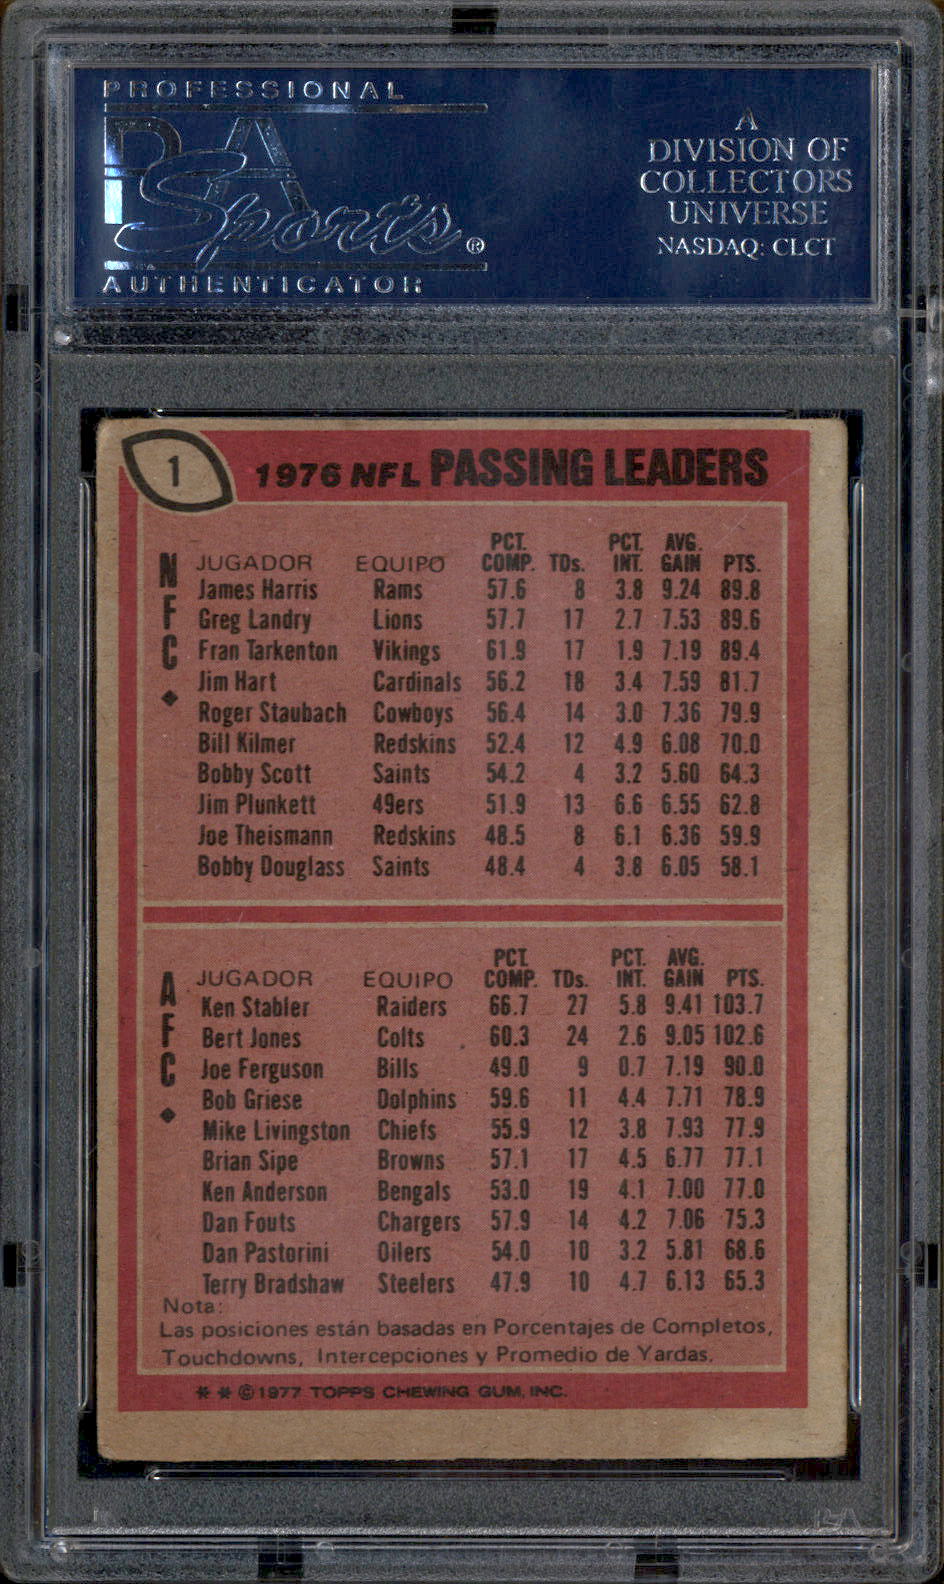 PROFESSIONAL
PSA
Sports®
AUTHENTICATOR
A
DIVISION OF
COLLECTORS
UNIVERSE
NASDAQ: CLCT
1
1976 NFL PASSING LEADERS
NFC
JUGADOR EQUIPO PCT. COMP. TDs. PCT. INT. AVG. GAIN PTS.
James Harris Rams 57.6 8 3.8 9.24 89.8
Greg Landry Lions 57.7 17 2.7 7.53 89.6
Fran Tarkenton Vikings 61.9 17 1.9 7.19 89.4
Jim Hart Cardinals 56.2 18 3.4 7.59 81.7
Roger Staubach Cowboys 56.4 14 3.0 7.36 79.9
Bill Kilmer Redskins 52.4 12 4.9 6.08 70.0
Bobby Scott Saints 54.2 4 3.2 5.60 64.3
Jim Plunkett 49ers 51.9 13 6.6 6.55 62.8
Joe Theismann Redskins 48.5 8 6.1 6.36 59.9
Bobby Douglass Saints 48.4 4 3.8 6.05 58.1
AFC
JUGADOR EQUIPO PCT. COMP. TDs. PCT. INT. AVG. GAIN PTS.
Ken Stabler Raiders 66.7 27 5.8 9.41 103.7
Bert Jones Colts 60.3 24 2.6 9.05 102.6
Joe Ferguson Bills 49.0 9 0.7 7.19 90.0
Bob Griese Dolphins 59.6 11 4.4 7.71 78.9
Mike Livingston Chiefs 55.9 12 3.8 7.93 77.9
Brian Sipe Browns 57.1 17 4.5 6.77 77.1
Ken Anderson Bengals 53.0 19 4.1 7.00 77.0
Dan Fouts Chargers 57.9 14 4.2 7.06 75.3
Dan Pastorini Oilers 54.0 10 3.2 5.81 68.6
Terry Bradshaw Steelers 47.9 10 4.7 6.13 65.3
Nota:
Las posiciones están basadas en Porcentajes de Completos,
Touchdowns, Intercepciones y Promedio de Yardas.
* * © 1977 TOPPS CHEWING GUM, INC.